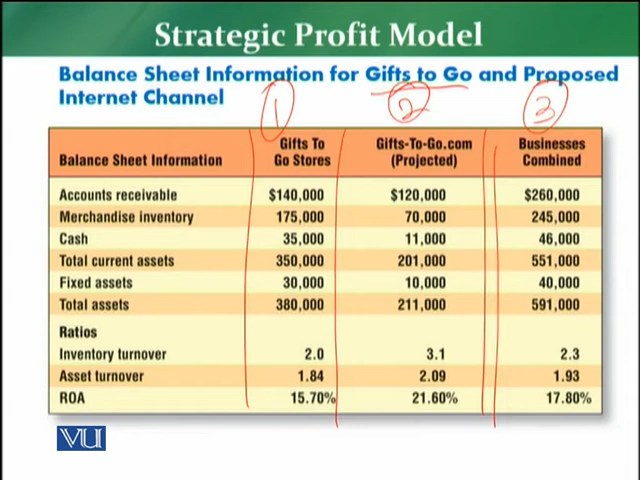 Strategic Profit Model
Balance Sheet Information for Gifts to Go and Proposed
Internet Channel
1 2 3
Balance Sheet Information Gifts To Go Stores Gifts-To-Go.com (Projected) Businesses Combined
Accounts receivable $140,000 $120,000 $260,000
Merchandise inventory 175,000 70,000 245,000
Cash 35,000 11,000 46,000
Total current assets 350,000 201,000 551,000
Fixed assets 30,000 10,000 40,000
Total assets 380,000 211,000 591,000
Ratios
Inventory turnover 2.0 3.1 2.3
Asset turnover 1.84 2.09 1.93
ROA 15.70% 21.60% 17.80%
VU